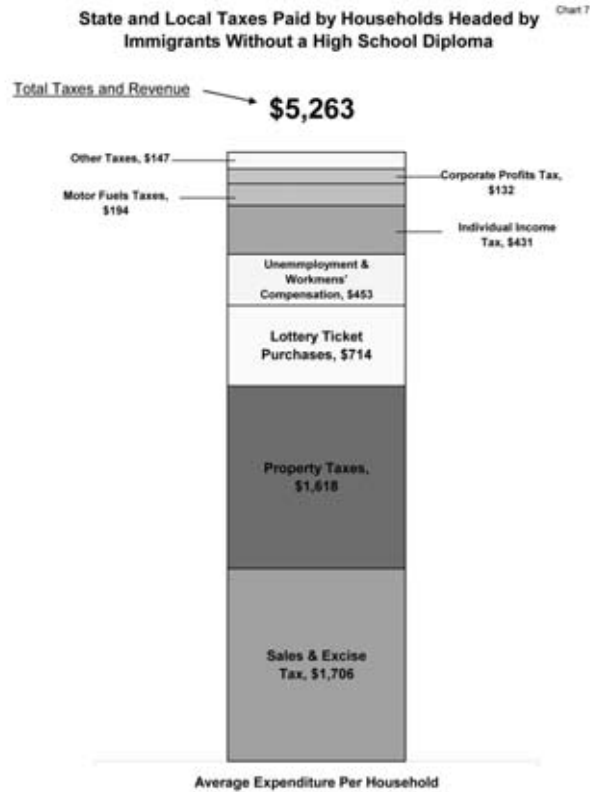 Chart 7
State and Local Taxes Paid by Households Headed by
Immigrants Without a High School Diploma
Total Taxes and Revenue
$5,263
Other Taxes, $147
Corporate Profits Tax,
$132
Motor Fuels Taxes,
$194
Individual Income
Tax, $431
Unemmployment &
Workmens'
Compensation, $453
Lottery Ticket
Purchases, $714
Property Taxes,
$1,618
Sales & Excise
Tax, $1,706
Average Expenditure Per Household